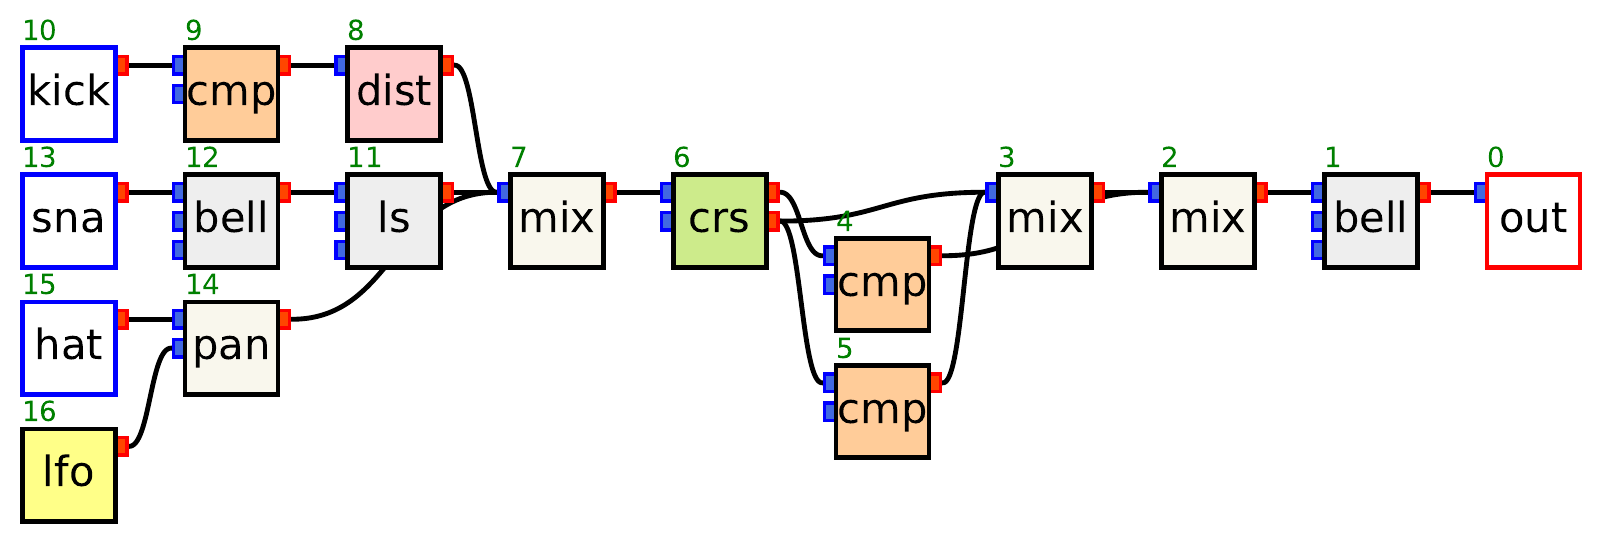 10
kick
9
cmp
8
dist
13
sna
12
bell
11
ls
7
mix
6
crs
4
cmp
5
cmp
3
mix
2
mix
1
bell
0
out
15
hat
14
pan
16
lfo